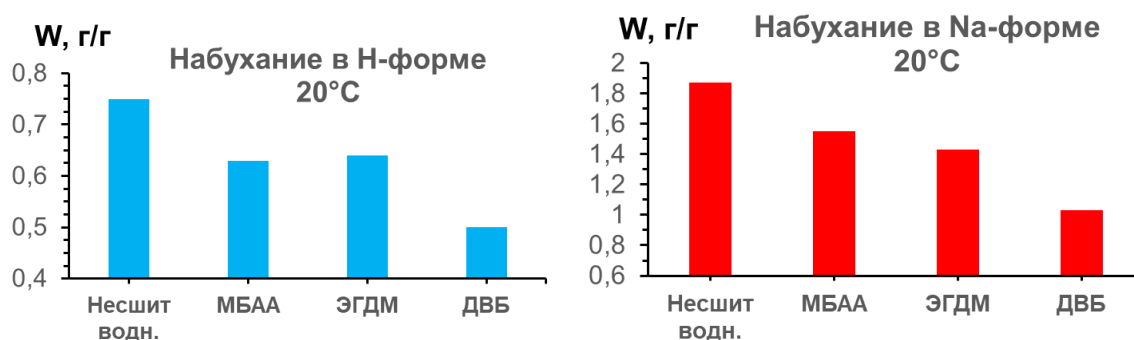 W, г/г
Набухание в H-форме
20°C
0,8
0,7
0,6
0,5
0,4
Несшит
водн.
МБАА
ЭГДМ
ДВБ
W, г/г
Набухание в Na-форме
20°C
2
1,8
1,6
1,4
1,2
1
0,8
0,6
Несшит
водн.
МБАА
ЭГДМ
ДВБ